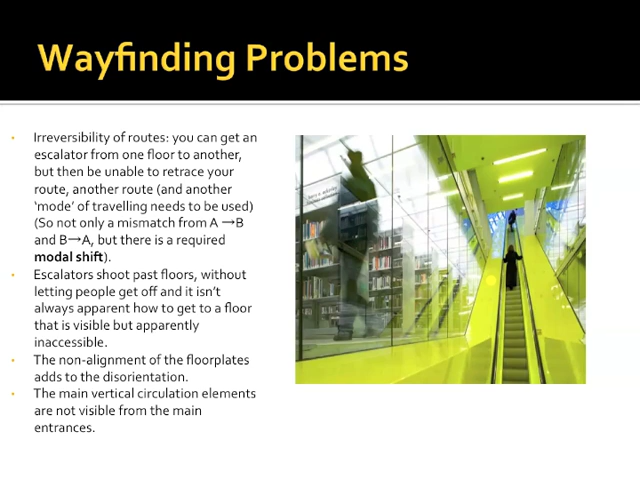 Wayfinding Problems
• Irreversibility of routes: you can get an
escalator from one floor to another,
but then be unable to retrace your
route, another route (and another
‘mode’ of travelling needs to be used)
(So not only a mismatch from A →B
and B→A, but there is a required
modal shift).
• Escalators shoot past floors, without
letting people get off and it isn’t
always apparent how to get to a floor
that is visible but apparently
inaccessible.
• The non-alignment of the floorplates
adds to the disorientation.
• The main vertical circulation elements
are not visible from the main
entrances.